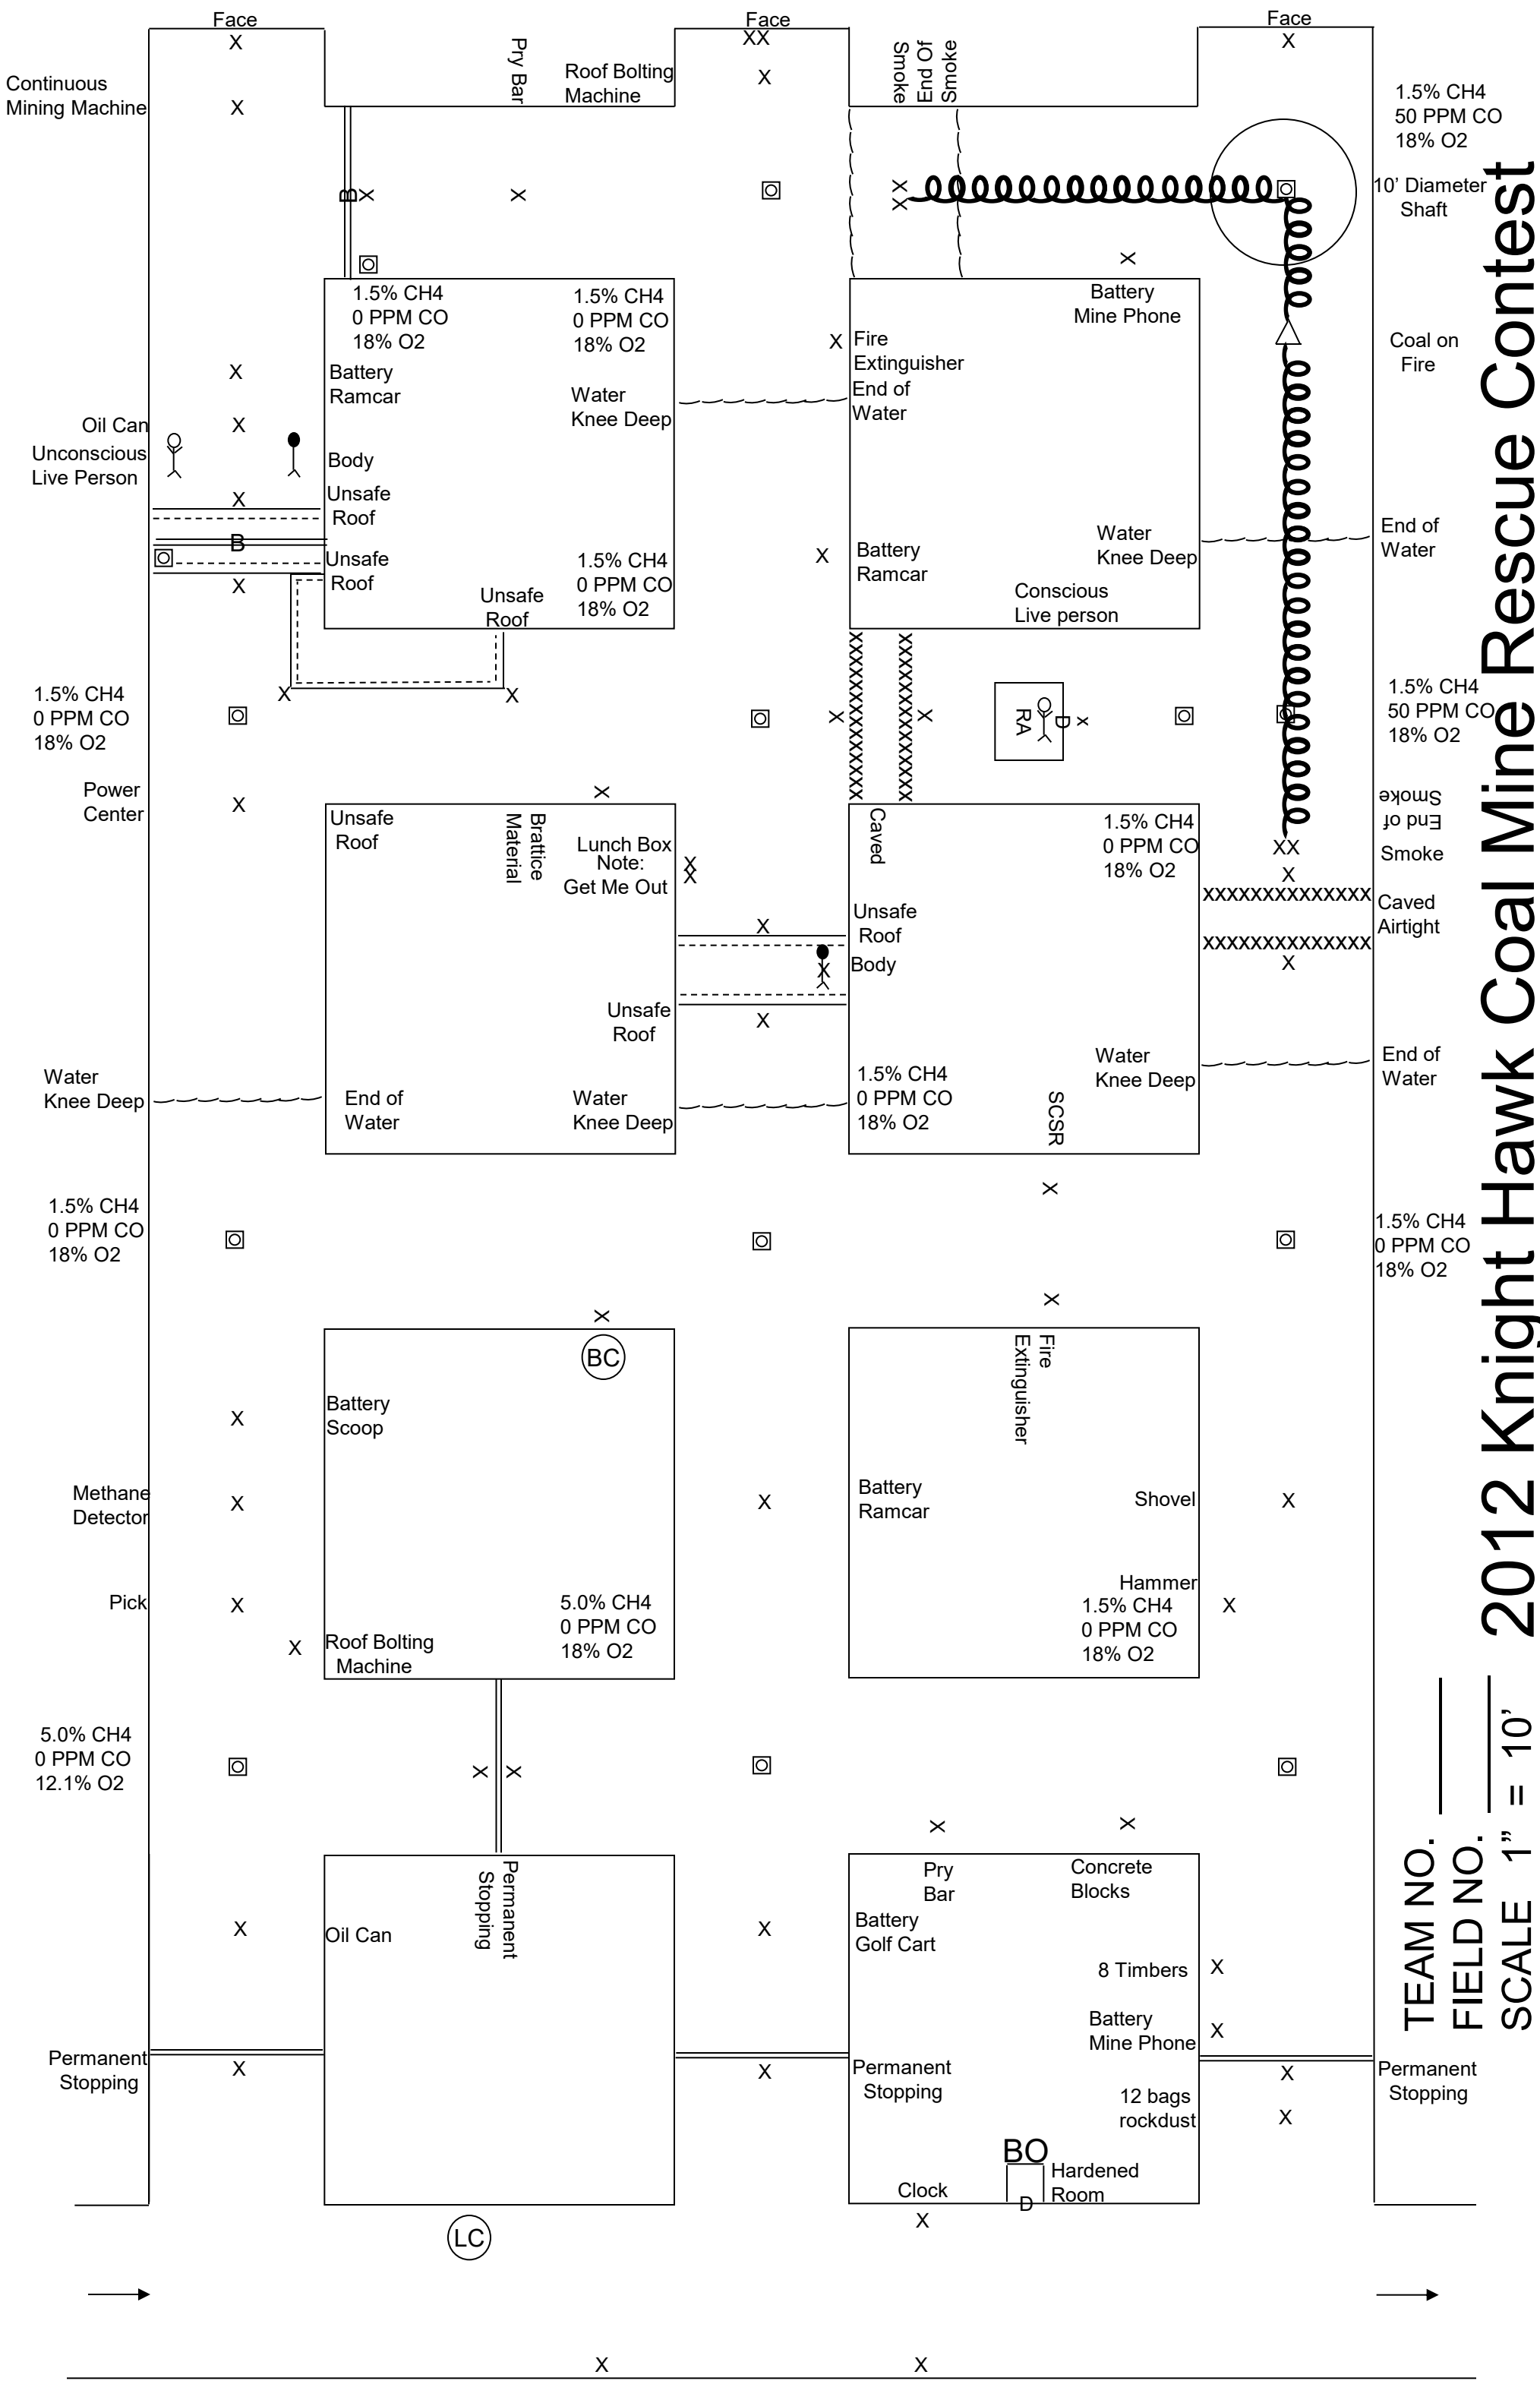 Face
Face
Face
X
XX
X
X
Continuous
Mining Machine
X
Pry Bar
Roof Bolting
Machine
Smoke
End Of
Smoke
1.5% CH4
50 PPM CO
18% O2
B
X
X
X
X
10' Diameter
Shaft
X
1.5% CH4
0 PPM CO
18% O2
1.5% CH4
0 PPM CO
18% O2
Battery
Mine Phone
X
Battery
Ramcar
X
Fire
Extinguisher
End of
Water
Coal on
Fire
Water
Knee Deep
Oil Can
X
Unconscious
Live Person
Body
X
Unsafe
Roof
B
Unsafe
Roof
X
1.5% CH4
0 PPM CO
18% O2
Unsafe
Roof
X
Battery
Ramcar
Water
Knee Deep
End of
Water
Conscious
Live person
1.5% CH4
0 PPM CO
18% O2
X
X
XXXXXXXXXXXXXX
XXXXXXXXXXXXXX
X
X
RA
D
x
1.5% CH4
50 PPM CO
18% O2
Power
Center
X
X
Unsafe
Roof
Brattice
Material
Lunch Box
Note:
Get Me Out
X
X
Caved
1.5% CH4
0 PPM CO
18% O2
End of
Smoke
XX
Smoke
X
XXXXXXXXXXXXXX
Caved
Airtight
XXXXXXXXXXXXXX
X
X
Unsafe
Roof
X
Body
Unsafe
Roof
X
Water
Knee Deep
End of
Water
Water
Knee Deep
1.5% CH4
0 PPM CO
18% O2
SCSR
Water
Knee Deep
End of
Water
X
1.5% CH4
0 PPM CO
18% O2
1.5% CH4
0 PPM CO
18% O2
X
X
BC
Fire
Extinguisher
X
Battery
Scoop
Methane
Detector
X
X
Battery
Ramcar
Shovel
X
Pick
X
X
Roof Bolting
Machine
5.0% CH4
0 PPM CO
18% O2
Hammer
X
1.5% CH4
0 PPM CO
18% O2
5.0% CH4
0 PPM CO
12.1% O2
X
X
X
X
Permanent
Stopping
Pry
Bar
Concrete
Blocks
X
Oil Can
X
Battery
Golf Cart
8 Timbers
X
Battery
Mine Phone
X
Permanent
Stopping
X
X
Permanent
Stopping
X
Permanent
Stopping
12 bags
rockdust
X
BO
Hardened
Room
D
Clock
X
LC
X
X
2012 Knight Hawk Coal Mine Rescue Contest
TEAM NO.
FIELD NO.
SCALE 1” = 10’